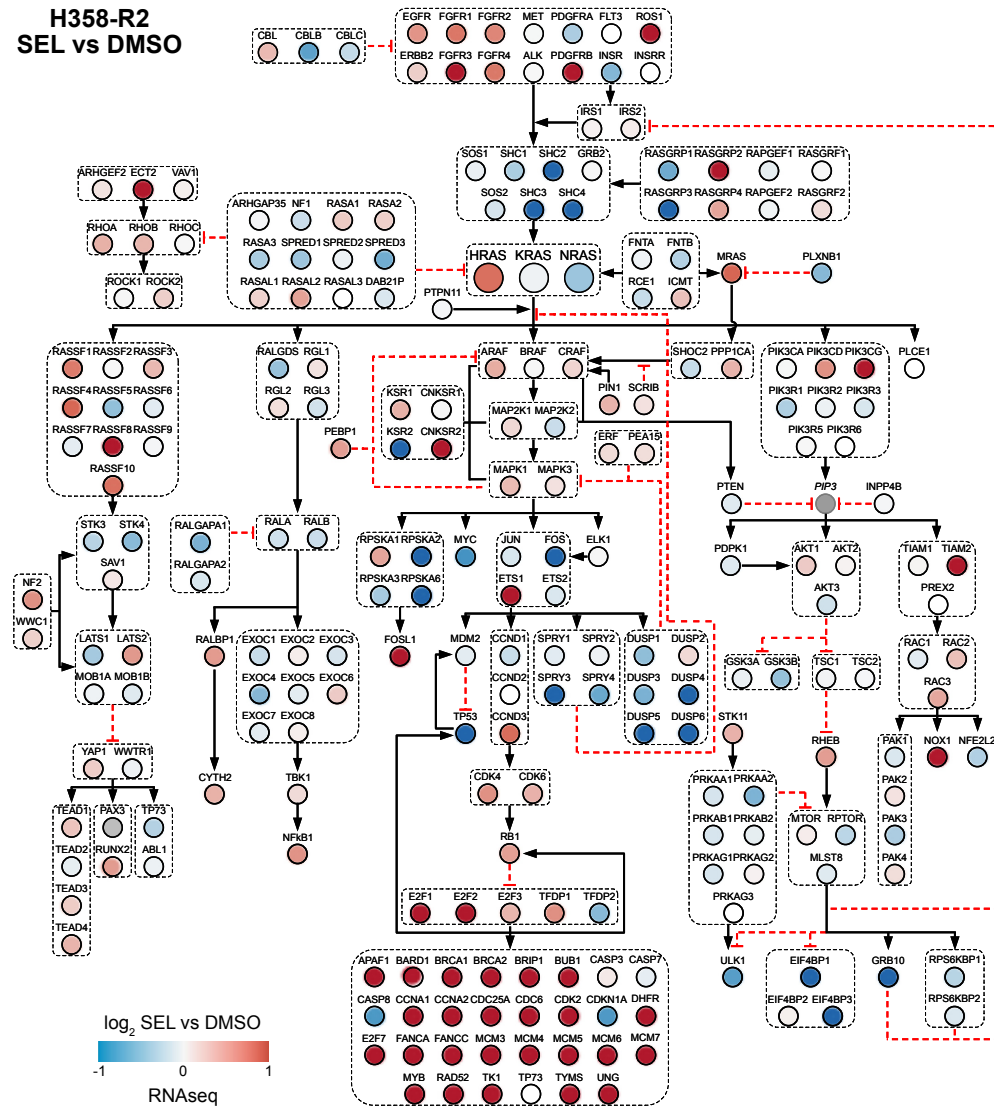 H358-R2
SEL vs DMSO
CBL CBLB CBLC
EGFR FGFR1 FGFR2 MET PDGFRA FLT3 ROS1
ERBB2 FGFR3 FGFR4 ALK PDGFRB INSR INSRR
IRS1 IRS2
SOS1 SHC1 SHC2 GRB2
SOS2 SHC3 SHC4
RASGRP1 RASGRP2 RAPGEF1 RASGRF1
RASGRP3 RASGRP4 RAPGEF2 RASGRF2
ARHGEF2 ECT2 VAV1
RHOA RHOB RHOC
ROCK1 ROCK2
ARHGAP35 NF1 RASA1 RASA2
RASA3 SPRED1 SPRED2 SPRED3
RASAL1 RASAL2 RASAL3 DAB21P
HRAS KRAS NRAS
FNTA FNTB
RCE1 ICMT
MRAS PLXNB1
PTPN11
RASSF1 RASSF2 RASSF3
RASSF4 RASSF5 RASSF6
RASSF7 RASSF8 RASSF9
RASSF10
RALGDS RGL1
RGL2 RGL3
ARAF BRAF CRAF
SHOC2 PPP1CA
PIK3CA PIK3CD PIK3CG
PIK3R1 PIK3R2 PIK3R3
PIK3R5 PIK3R6
PLCE1
PIN1 SCRIB
KSR1 CNKSR1
KSR2 CNKSR2
PEBP1
MAP2K1 MAP2K2
ERF PEA15
MAPK1 MAPK3
PTEN PIP3 INPP4B
STK3 STK4
SAV1
RALGAPA1
RALGAPA2
RALA RALB
RPSKA1 RPSKA2
RPSKA3 RPSKA6
MYC
JUN FOS
ETS1 ETS2
ELK1
PDPK1
AKT1 AKT2
AKT3
TIAM1 TIAM2
PREX2
NF2
WWC1
LATS1 LATS2
MOB1A MOB1B
RALBP1
EXOC1 EXOC2 EXOC3
EXOC4 EXOC5 EXOC6
EXOC7 EXOC8
FOSL1
MDM2
TP53
CCND1
CCND2
CCND3
SPRY1 SPRY2
SPRY3 SPRY4
DUSP1 DUSP2
DUSP3 DUSP4
DUSP5 DUSP6
GSK3A GSK3B
TSC1 TSC2
RAC1 RAC2
RAC3
STK11
RHEB
PAK1
PAK2
PAK3
PAK4
NOX1 NFE2L2
YAP1 WWTR1
CYTH2
TBK1
NFkB1
CDK4 CDK6
RB1
PRKAA1 PRKAA2
PRKAB1 PRKAB2
PRKAG1 PRKAG2
PRKAG3
MTOR RPTOR
MLST8
TEAD1
TEAD2
TEAD3
TEAD4
PAX3
RUNX2
TP73
ABL1
E2F1 E2F2 E2F3 TFDP1 TFDP2
APAF1 BARD1 BRCA1 BRCA2 BRIP1 BUB1 CASP3 CASP7
CASP8 CCNA1 CCNA2 CDC25A CDC6 CDK2 CDKN1A DHFR
E2F7 FANCA FANCC MCM3 MCM4 MCM5 MCM6 MCM7
MYB RAD52 TK1 TP73 TYMS UNG
ULK1
EIF4BP1
EIF4BP2 EIF4BP3
GRB10
RPS6KBP1
RPS6KBP2
log2 SEL vs DMSO
-1 0 1
RNAseq